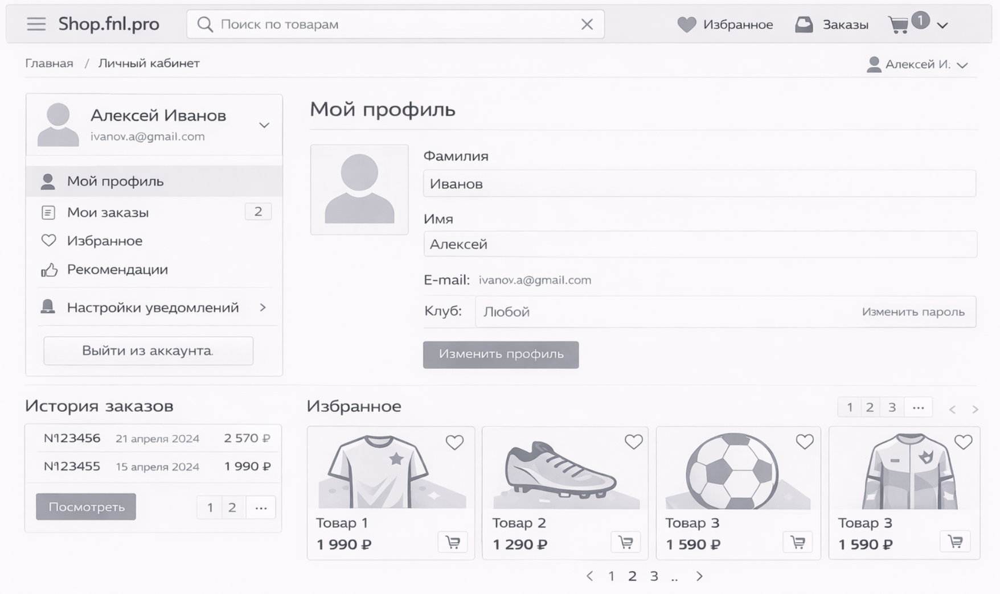 Shop.fnl.pro
Поиск по товарам
Избранное
Заказы
1
Главная / Личный кабинет
Алексей И.
Алексей Иванов
ivanov.a@gmail.com
Мой профиль
Мои заказы 2
Избранное
Рекомендации
Настройки уведомлений >
Выйти из аккаунта.
Мой профиль
Фамилия
Иванов
Имя
Алексей
E-mail: ivanov.a@gmail.com
Клуб: Любой Изменить пароль
Изменить профиль
История заказов
N123456 21 апреля 2024 2 570 ₽
N123455 15 апреля 2024 1 990 ₽
Посмотреть 1 2 ...
Избранное
1 2 3 ... < >
Товар 1
1 990 ₽
Товар 2
1 290 ₽
Товар 3
1 590 ₽
Товар 3
1 590 ₽
< 1 2 3 .. >